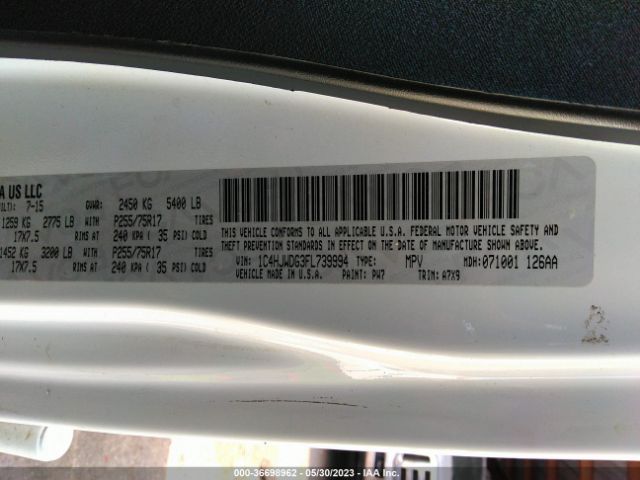 A US LLC
7-15 GVWR: 2450 KG 5400 LB
1259 KG 2775 LB WITH P255/75R17 TIRES
17X7.5 RIMS AT 240 KPA ( 35 PSI) COLD
1452 KG 3200 LB WITH P255/75R17 TIRES
17X7.5 RIMS AT 240 KPA ( 35 PSI) COLD
THIS VEHICLE CONFORMS TO ALL APPLICABLE U.S.A. FEDERAL MOTOR VEHICLE SAFETY AND
THEFT PREVENTION STANDARDS IN EFFECT ON THE DATE OF MANUFACTURE SHOWN ABOVE.
VIN: 1C4HJWDG3FL739994 TYPE: MPV MDH: 071001 126AA
VEHICLE MADE IN U.S.A. PAINT: PW7 TRIM: A7X9
000-36698962 - 05/30/2023 - IAA Inc.